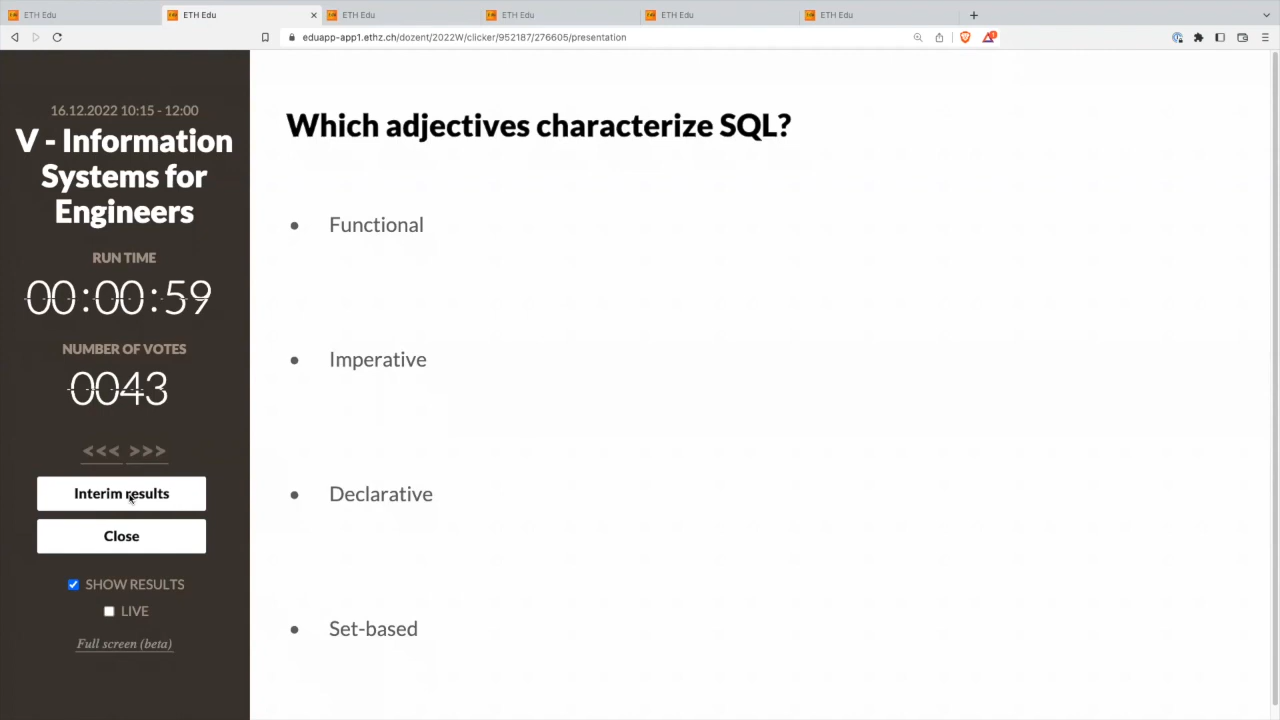 ETH Edu
ETH Edu
ETH Edu
ETH Edu
ETH Edu
ETH Edu
eduapp-app1.ethz.ch/dozent/2022W/clicker/952187/276605/presentation
16.12.2022 10:15 - 12:00
V - Information
Systems for
Engineers
RUN TIME
00:00:59
NUMBER OF VOTES
0043
<<< >>>
Interim results
Close
SHOW RESULTS
LIVE
Full screen (beta)
Which adjectives characterize SQL?
• Functional
• Imperative
• Declarative
• Set-based